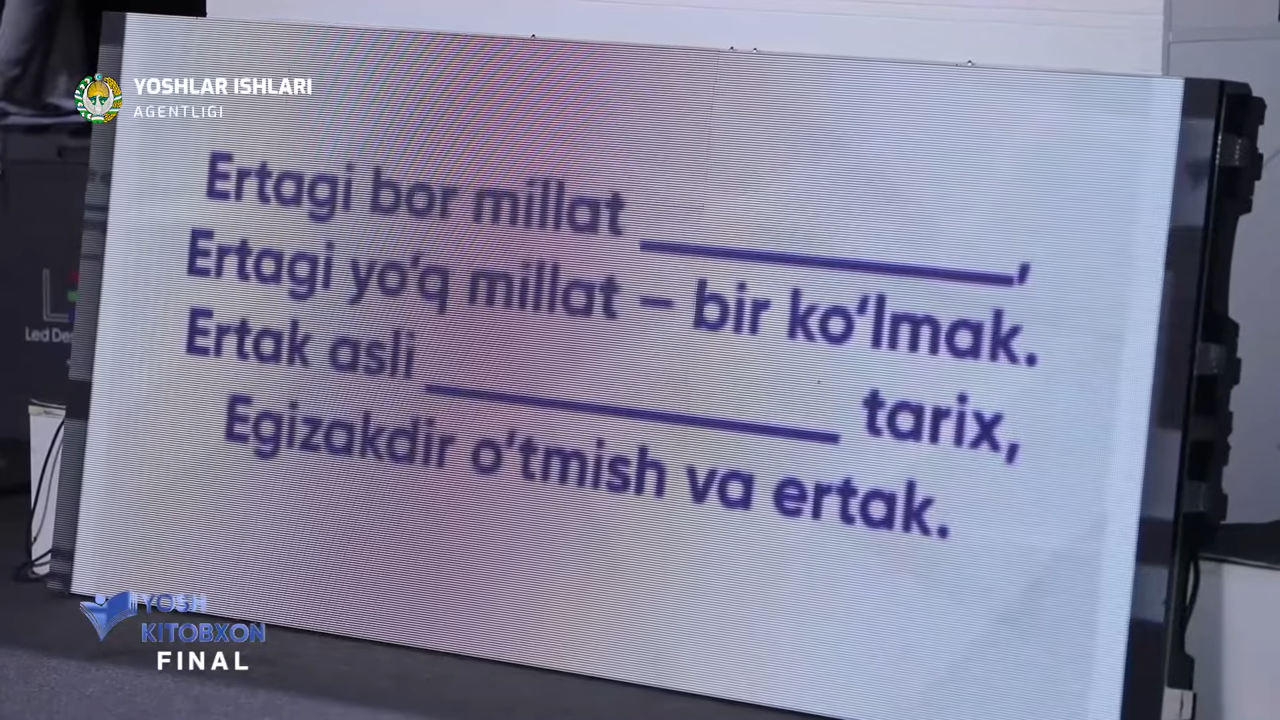 YOSHLAR ISHLARI
AGENTLIGI
Ertagi bor millat ____________,
Ertagi yo‘q millat – bir ko‘lmak.
Ertak asli ____________ tarix,
Egizakdir o‘tmish va ertak.
Led
YOSH
KITOBXON
FINAL